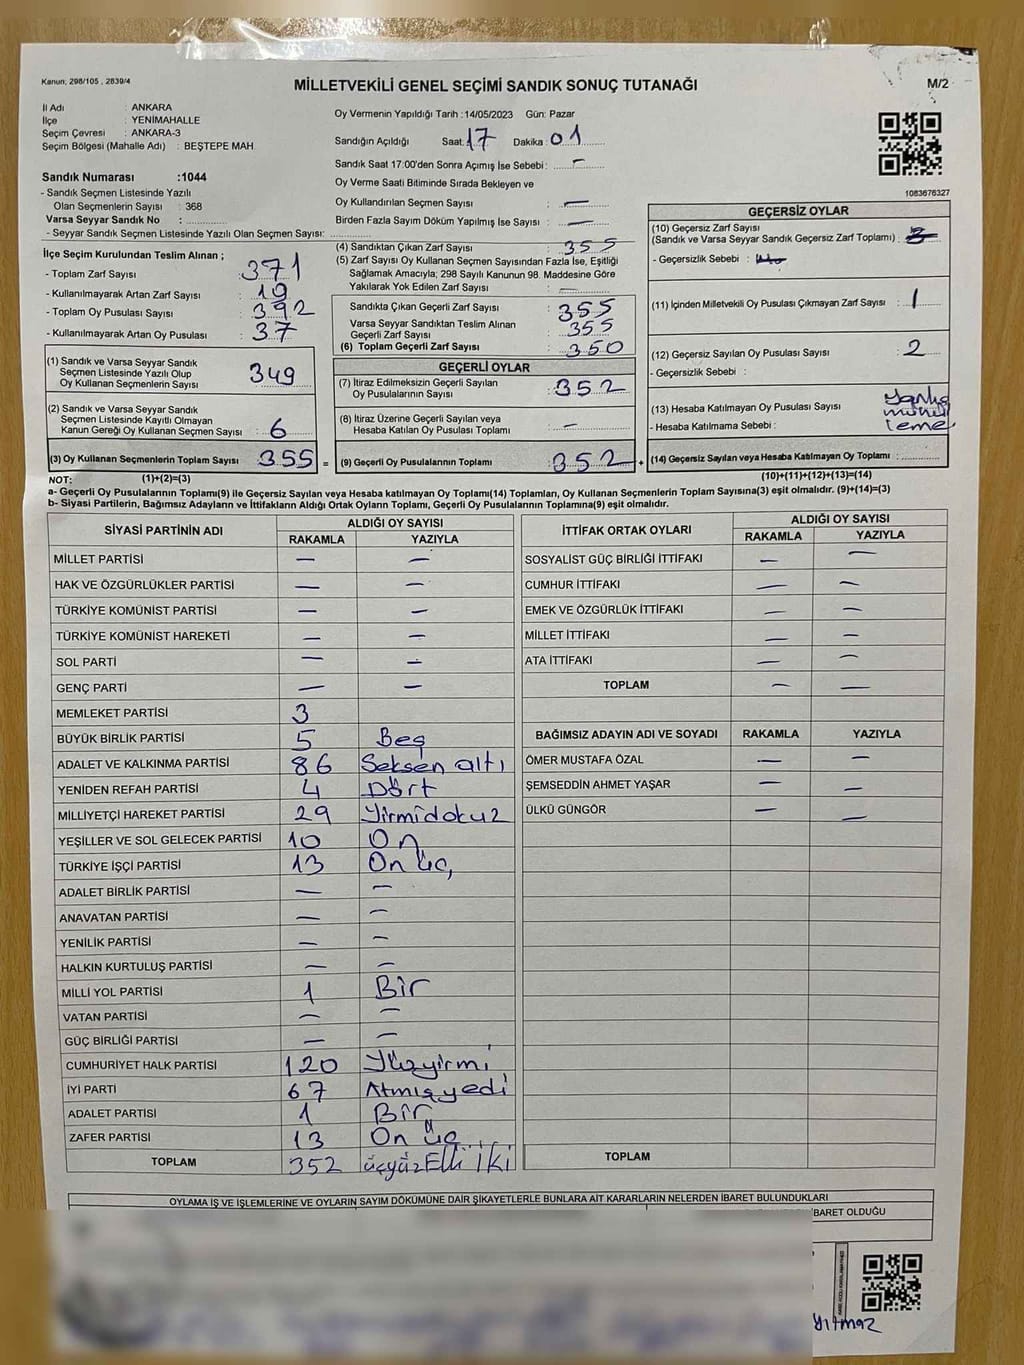 Kanun: 298/105 , 2839/4
MİLLETVEKİLİ GENEL SEÇİMİ SANDIK SONUÇ TUTANAĞI
M/2
İl Adı : ANKARA
İlçe : YENİMAHALLE
Seçim Çevresi : ANKARA-3
Seçim Bölgesi (Mahalle Adı) : BEŞTEPE MAH
Sandık Numarası :1044
- Sandık Seçmen Listesinde Yazılı
Olan Seçmenlerin Sayısı : 368
Varsa Seyyar Sandık No :
- Seyyar Sandık Seçmen Listesinde Yazılı Olan Seçmen Sayısı:
Oy Vermenin Yapıldığı Tarih :14/05/2023 Gün: Pazar
Sandığın Açıldığı Saat: 17 Dakika: 01
Sandık Saat 17:00'den Sonra Açımış İse Sebebi : —
Oy Verme Saati Bitiminde Sırada Bekleyen ve
Oy Kullandırılan Seçmen Sayısı : —
Birden Fazla Sayım Döküm Yapılmış İse Sayısı : —
1083676327
İlçe Seçim Kurulundan Teslim Alınan ;
- Toplam Zarf Sayısı : 371
- Kullanılmayarak Artan Zarf Sayısı : 19
- Toplam Oy Pusulası Sayısı : 392
- Kullanılmayarak Artan Oy Pusulası : 37
(1) Sandık ve Varsa Seyyar Sandık
Seçmen Listesinde Yazılı Olup
Oy Kullanan Seçmenlerin Sayısı : 349
(2) Sandık ve Varsa Seyyar Sandık
Seçmen Listesinde Kayıtlı Olmayan
Kanun Gereği Oy Kullanan Seçmen Sayısı : 6
(3) Oy Kullanan Seçmenlerin Toplam Sayısı : 355 =
(4) Sandıktan Çıkan Zarf Sayısı : 355
(5) Zarf Sayısı Oy Kullanan Seçmen Sayısından Fazla İse, Eşitliği
Sağlamak Amacıyla; 298 Sayılı Kanunun 98. Maddesine Göre
Yakılarak Yok Edilen Zarf Sayısı : —
Sandıkta Çıkan Geçerli Zarf Sayısı : 355
Varsa Seyyar Sandıktan Teslim Alınan
Geçerli Zarf Sayısı : 355
(6) Toplam Geçerli Zarf Sayısı : 350
GEÇERLİ OYLAR
(7) İtiraz Edilmeksizin Geçerli Sayılan
Oy Pusulalarının Sayısı : 352
(8) İtiraz Üzerine Geçerli Sayılan veya
Hesaba Katılan Oy Pusulası Toplamı : —
(9) Geçerli Oy Pusulalarının Toplamı : 352 +
GEÇERSİZ OYLAR
(10) Geçersiz Zarf Sayısı
(Sandık ve Varsa Seyyar Sandık Geçersiz Zarf Toplamı) :
- Geçersizlik Sebebi :
(11) İçinden Milletvekili Oy Pusulası Çıkmayan Zarf Sayısı : 1
(12) Geçersiz Sayılan Oy Pusulası Sayısı : 2
- Geçersizlik Sebebi :
(13) Hesaba Katılmayan Oy Pusulası Sayısı :
- Hesaba Katılmama Sebebi :
(14) Geçersiz Sayılan veya Hesaba Katılmayan Oy Toplamı :
NOT: (1)+(2)=(3) (10)+(11)+(12)+(13)=(14)
a- Geçerli Oy Pusulalarının Toplamı(9) ile Geçersiz Sayılan veya Hesaba katılmayan Oy Toplamı(14) Toplamları, Oy Kullanan Seçmenlerin Toplam Sayısına(3) eşit olmalıdır. (9)+(14)=(3)
b- Siyasi Partilerin, Bağımsız Adayların ve İttifakların Aldığı Ortak Oyların Toplamı, Geçerli Oy Pusulalarının Toplamına(9) eşit olmalıdır.
SİYASİ PARTİNİN ADI ALDIĞI OY SAYISI
RAKAMLA YAZIYLA
MİLLET PARTİSİ — —
HAK VE ÖZGÜRLÜKLER PARTİSİ — —
TÜRKİYE KOMÜNİST PARTİSİ — —
TÜRKİYE KOMÜNİST HAREKETİ — —
SOL PARTİ — —
GENÇ PARTİ — —
MEMLEKET PARTİSİ 3
BÜYÜK BİRLİK PARTİSİ 5 Beş
ADALET VE KALKINMA PARTİSİ 86 Seksen altı
YENİDEN REFAH PARTİSİ 4 Dört
MİLLİYETÇİ HAREKET PARTİSİ 29 Yirmidokuz
YEŞİLLER VE SOL GELECEK PARTİSİ 10 On
TÜRKİYE İŞÇİ PARTİSİ 13 On üç
ADALET BİRLİK PARTİSİ — —
ANAVATAN PARTİSİ — —
YENİLİK PARTİSİ — —
HALKIN KURTULUŞ PARTİSİ — —
MİLLİ YOL PARTİSİ 1 Bir
VATAN PARTİSİ — —
GÜÇ BİRLİĞİ PARTİSİ — —
CUMHURİYET HALK PARTİSİ 120 Yüzyirmi
İYİ PARTİ 67 Atmışyedi
ADALET PARTİSİ 1 Bir
ZAFER PARTİSİ 13 On üç
TOPLAM 352 üçyüzElli iki
İTTİFAK ORTAK OYLARI ALDIĞI OY SAYISI
RAKAMLA YAZIYLA
SOSYALİST GÜÇ BİRLİĞİ İTTİFAKI — —
CUMHUR İTTİFAKI — —
EMEK VE ÖZGÜRLÜK İTTİFAKI — —
MİLLET İTTİFAKI — —
ATA İTTİFAKI — —
TOPLAM — —
BAĞIMSIZ ADAYIN ADI VE SOYADI RAKAMLA YAZIYLA
ÖMER MUSTAFA ÖZAL — —
ŞEMSEDDİN AHMET YAŞAR — —
ÜLKÜ GÜNGÖR — —
TOPLAM
OYLAMA İŞ VE İŞLEMLERİNE VE OYLARIN SAYIM DÖKÜMÜNE DAİR ŞİKAYETLERLE BUNLARA AİT KARARLARIN NELERDEN İBARET BULUNDUKLARI
İBARET OLDUĞU
Yılmaz